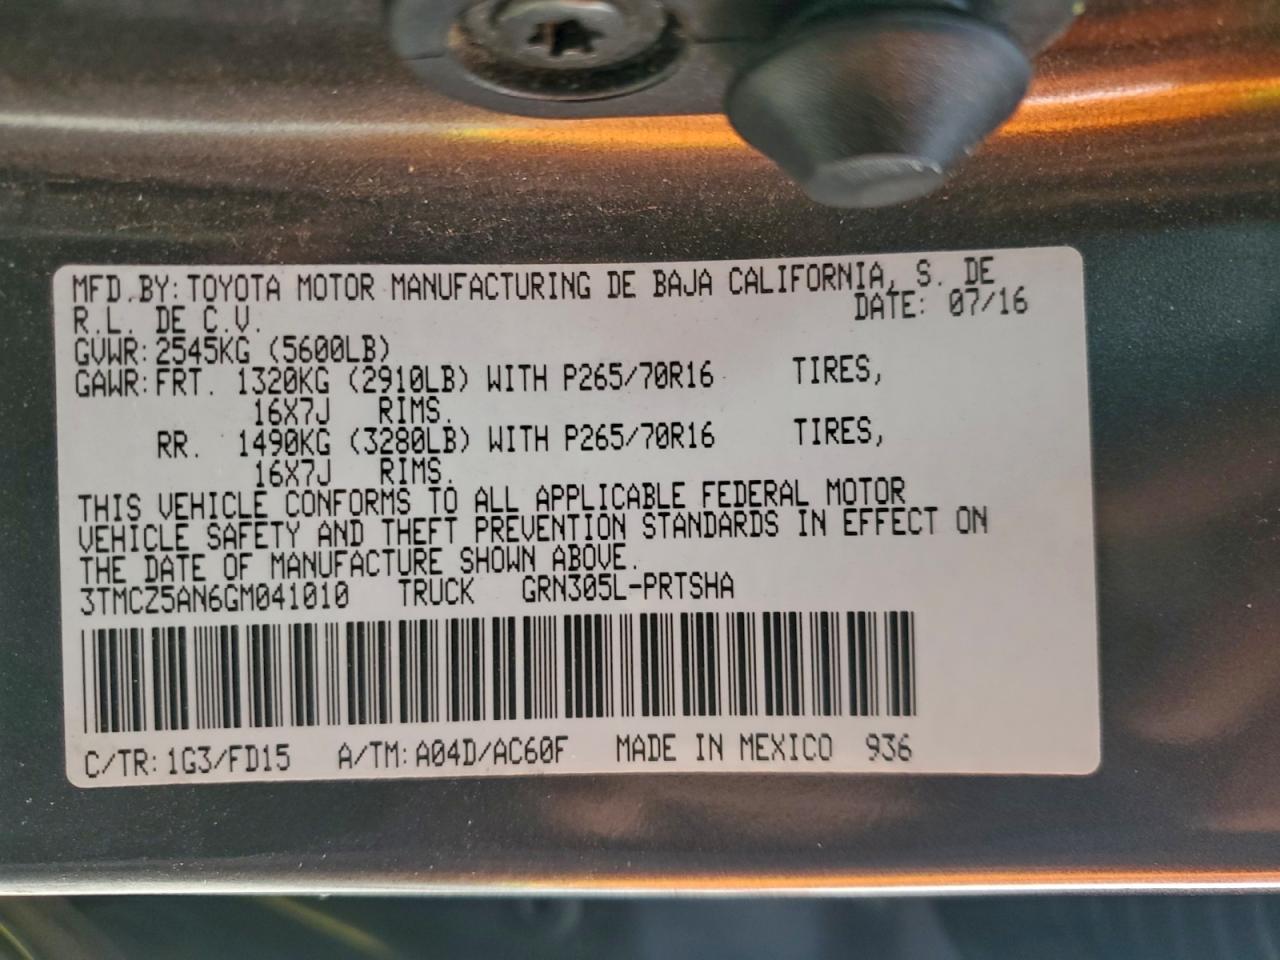 MFD.BY:TOYOTA MOTOR MANUFACTURING DE BAJA CALIFORNIA, S. DE
R.L. DE C.V. DATE: 07/16
GVWR:2545KG (5600LB)
GAWR:FRT. 1320KG (2910LB) WITH P265/70R16 TIRES,
16X7J RIMS.
RR. 1490KG (3280LB) WITH P265/70R16 TIRES,
16X7J RIMS.
THIS VEHICLE CONFORMS TO ALL APPLICABLE FEDERAL MOTOR
VEHICLE SAFETY AND THEFT PREVENTION STANDARDS IN EFFECT ON
THE DATE OF MANUFACTURE SHOWN ABOVE.
3TMCZ5AN6GM041010 TRUCK GRN305L-PRTSHA
C/TR:1G3/FD15 A/TM:A04D/AC60F MADE IN MEXICO 936